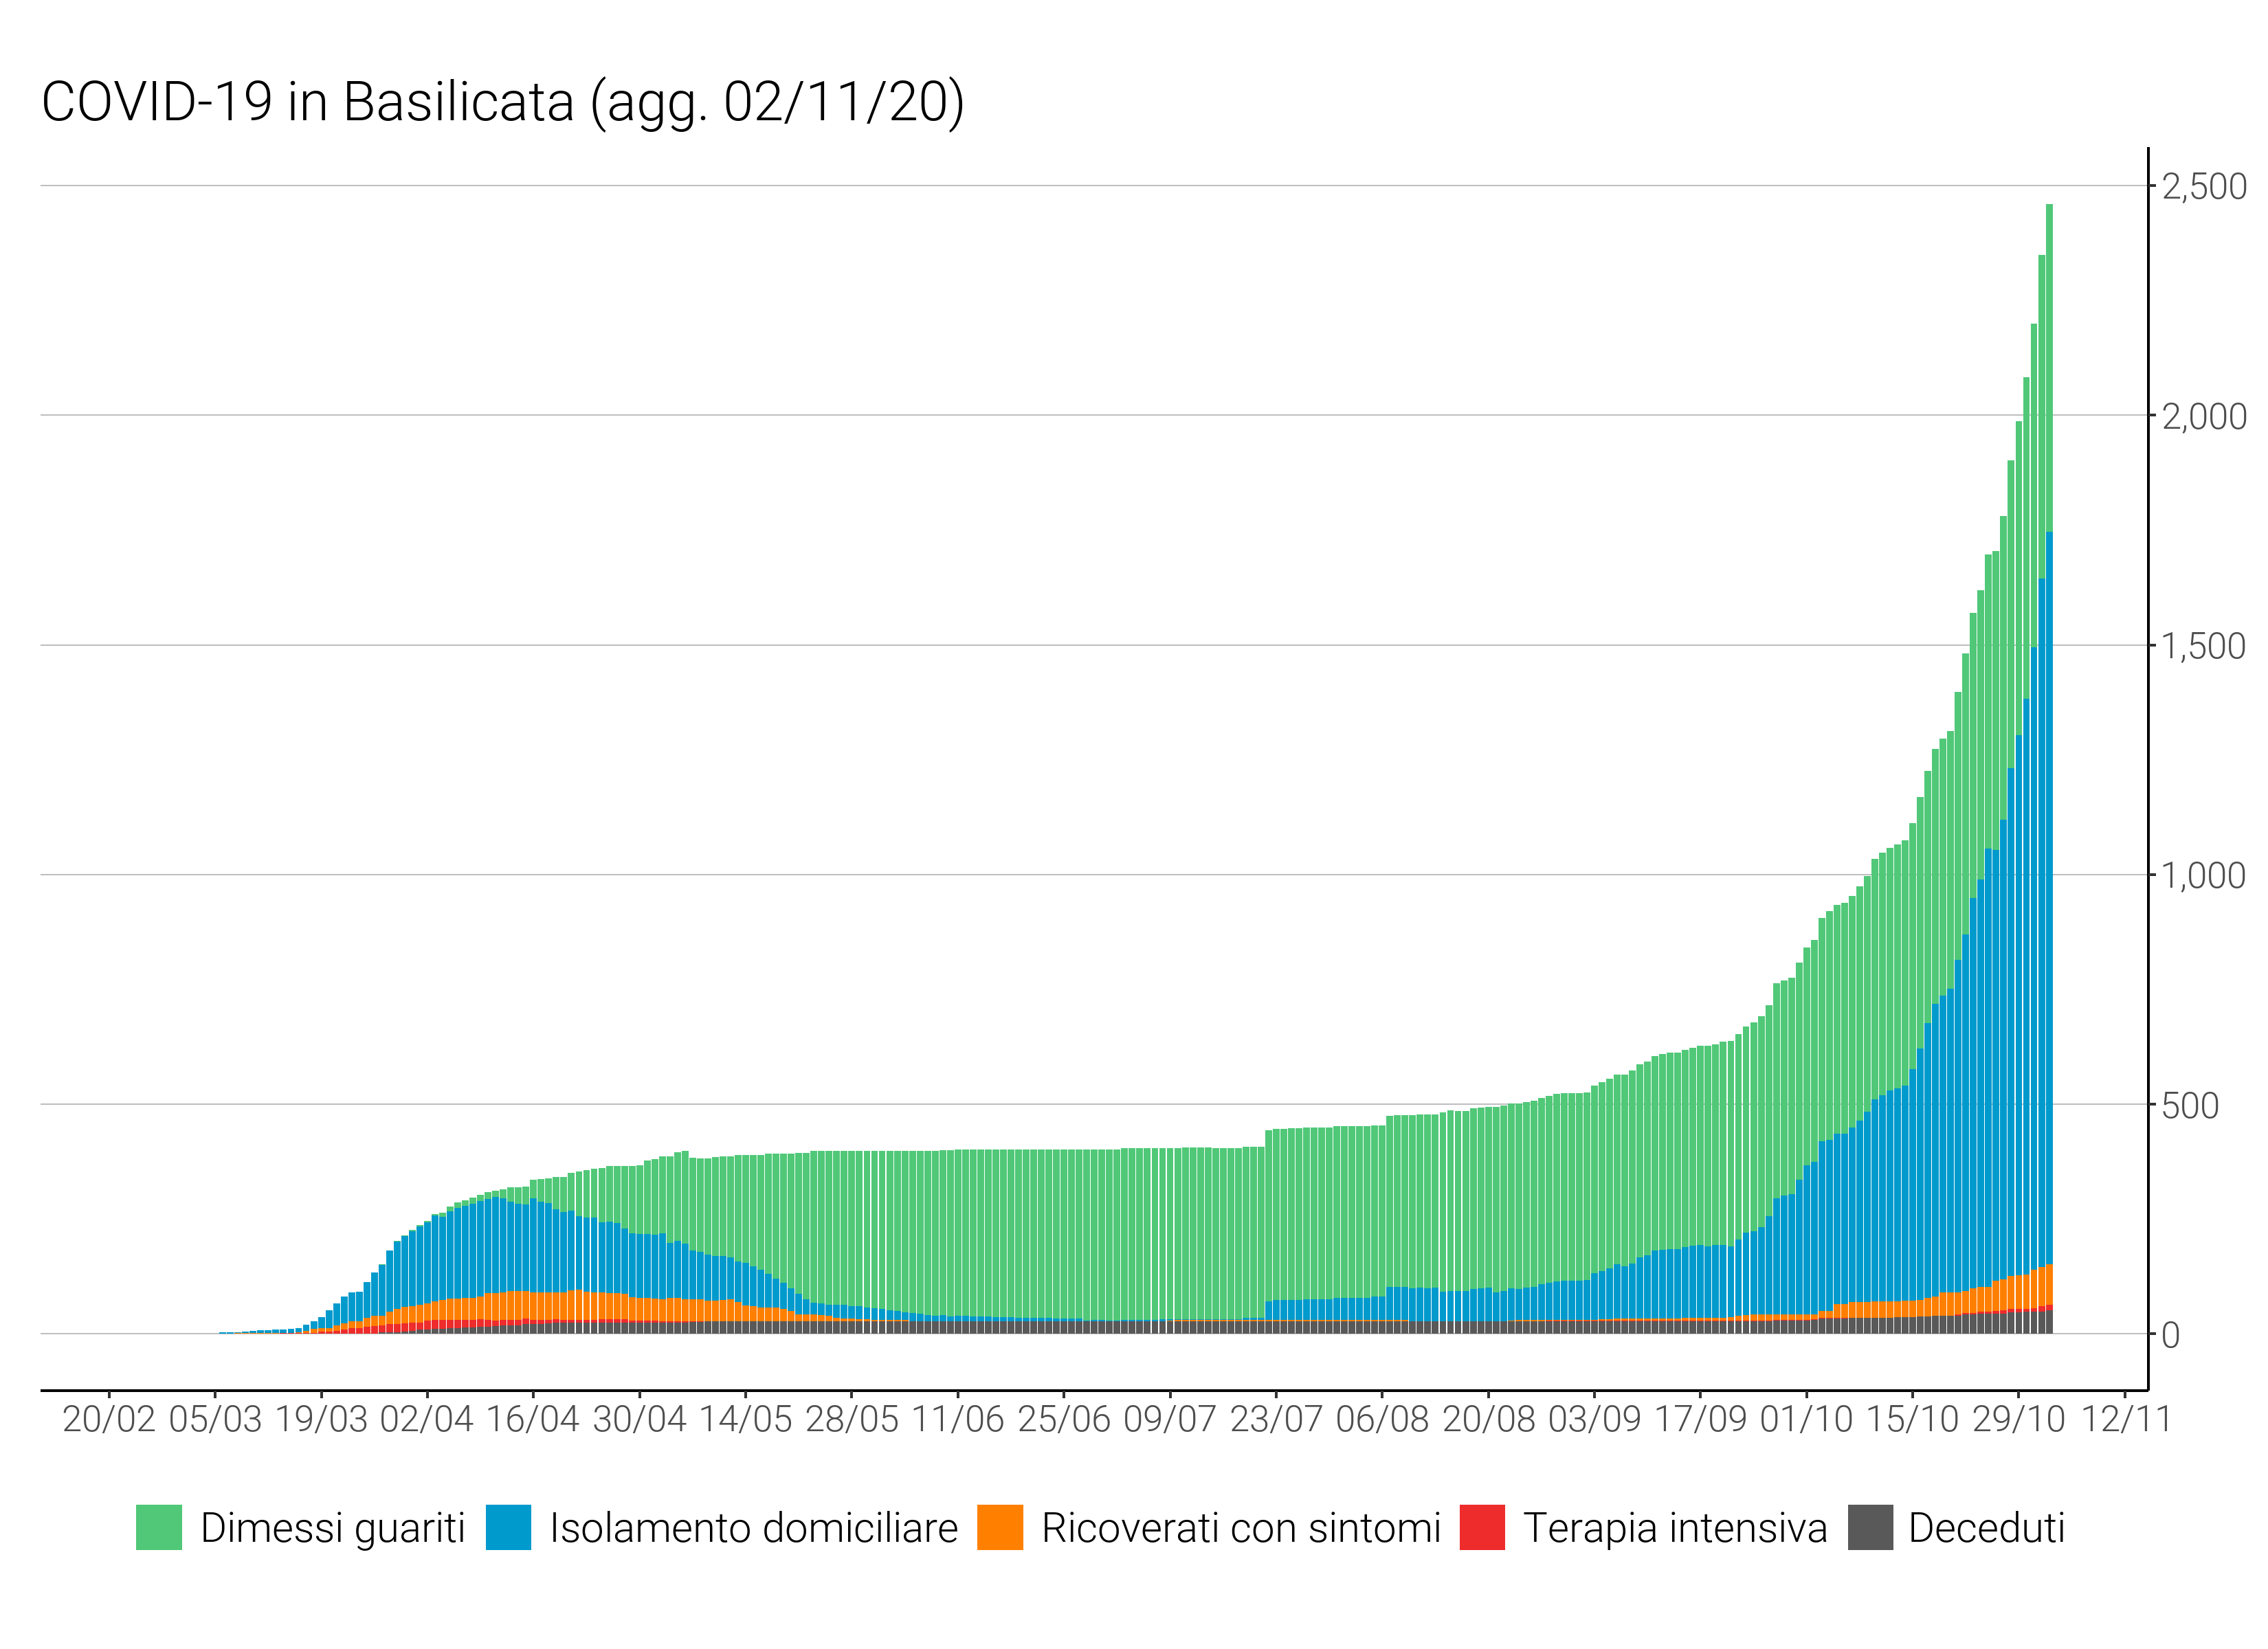 COVID-19 in Basilicata (agg. 02/11/20)
2,500
2,000
1,500
1,000
500
0
20/02 05/03 19/03 02/04 16/04 30/04 14/05 28/05 11/06 25/06 09/07 23/07 06/08 20/08 03/09 17/09 01/10 15/10 29/10 12/11
Dimessi guariti Isolamento domiciliare Ricoverati con sintomi Terapia intensiva Deceduti